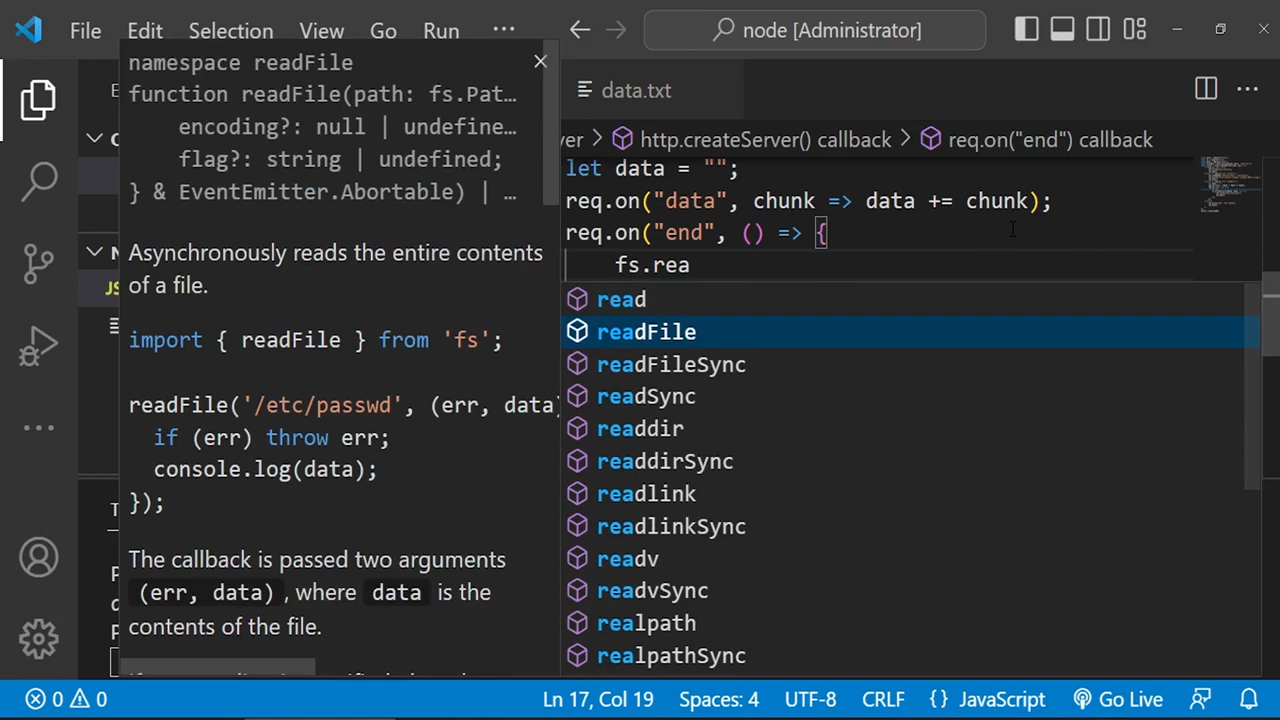 File Edit Selection View Go Run ··· node [Administrator]
namespace readFile
function readFile(path: fs.Pat…
encoding?: null | undefine…
flag?: string | undefined;
} & EventEmitter.Abortable) | …
Asynchronously reads the entire contents
of a file.
import { readFile } from 'fs';
readFile('/etc/passwd', (err, data)
if (err) throw err;
console.log(data);
});
The callback is passed two arguments
(err, data), where data is the
contents of the file.
data.txt
http.createServer() callback > req.on("end") callback
let data = "";
req.on("data", chunk => data += chunk);
req.on("end", () => {
fs.rea
read
readFile
readFileSync
readSync
readdir
readdirSync
readlink
readlinkSync
readv
readvSync
realpath
realpathSync
JS
0 0 Ln 17, Col 19 Spaces: 4 UTF-8 CRLF {} JavaScript Go Live